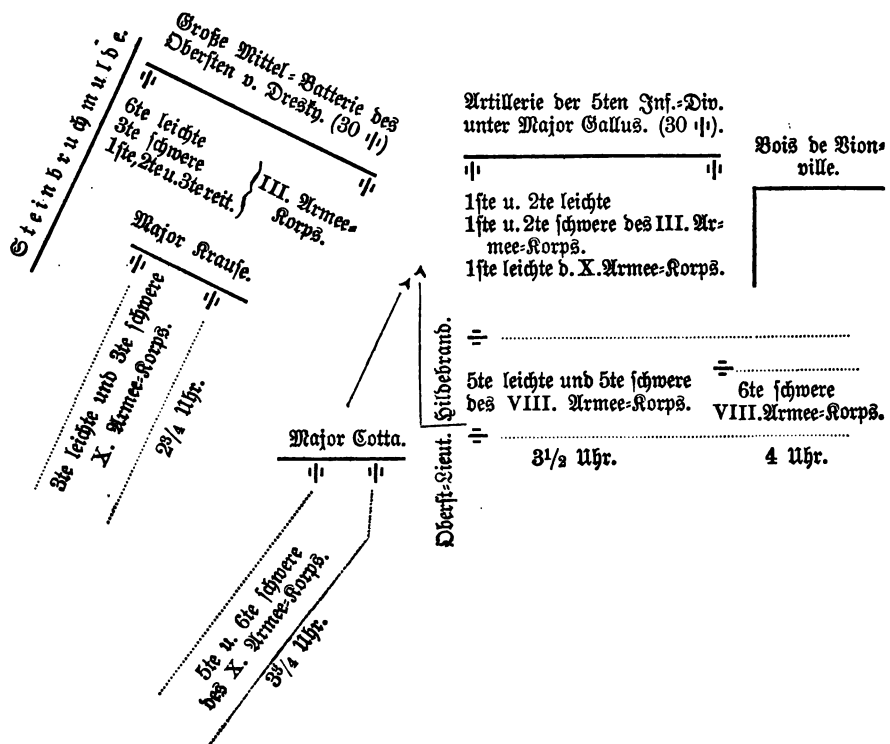 Steinbruchmulde.
Große Mittel-Batterie des
Obersten v. Dresky. (30 ·|·)
6te leichte
3te schwere
1ste, 2te u. 3te reit.
III. Armee-
Korps.
Major Krause.
3te leichte und 3te schwere
X. Armee-Korps.
2³/₄ Uhr.
Artillerie der 5ten Inf.-Div.
unter Major Gallus. (30 ·|·).
1ste u. 2te leichte
1ste u. 2te schwere des III. Ar-
mee-Korps.
1ste leichte d. X. Armee-Korps.
Bois de Vion-
ville.
Oberst-Lieut. Hildebrand.
5te leichte und 5te schwere
des VIII. Armee-Korps.
3¹/₂ Uhr.
6te schwere
VIII. Armee-Korps.
4 Uhr.
Major Cotta.
5te u. 6te schwere
des X. Armee-Korps.
3³/₄ Uhr.